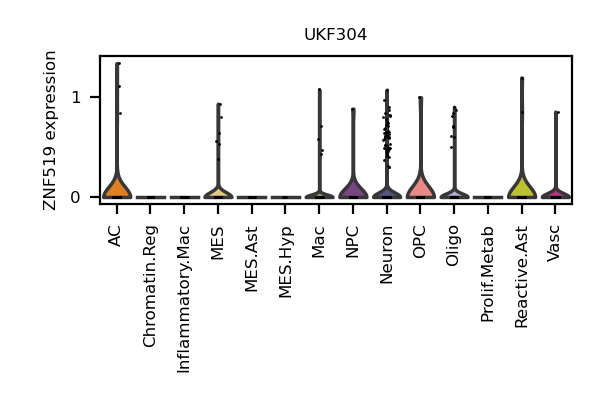 UKF304
ZNF519 expression
1
0
AC
Chromatin.Reg
Inflammatory.Mac
MES
MES.Ast
MES.Hyp
Mac
NPC
Neuron
OPC
Oligo
Prolif.Metab
Reactive.Ast
Vasc